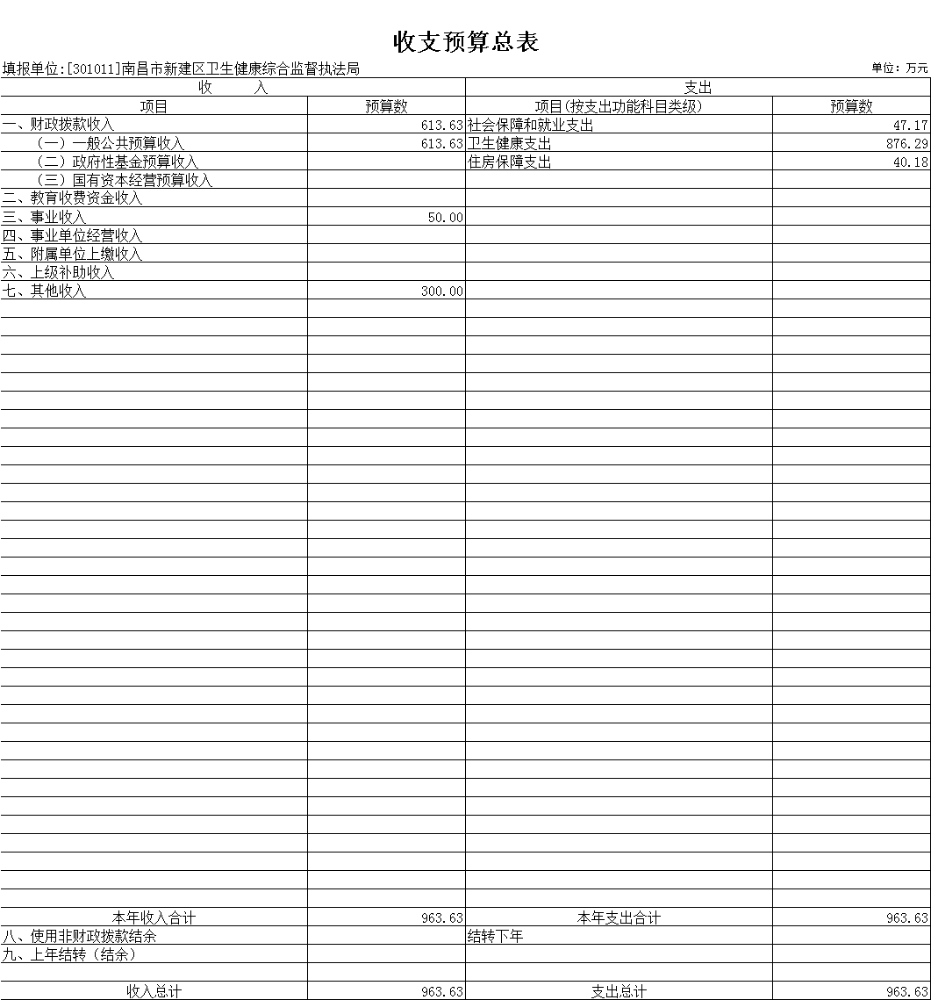 收支预算总表
填报单位:[301011]南昌市新建区卫生健康综合监督执法局 单位：万元
收 入 支出
项目 预算数 项目(按支出功能科目类级) 预算数
一、财政拨款收入 613.63 社会保障和就业支出 47.17
（一）一般公共预算收入 613.63 卫生健康支出 876.29
（二）政府性基金预算收入 住房保障支出 40.18
（三）国有资本经营预算收入
二、教育收费资金收入
三、事业收入 50.00
四、事业单位经营收入
五、附属单位上缴收入
六、上级补助收入
七、其他收入 300.00
本年收入合计 963.63 本年支出合计 963.63
八、使用非财政拨款结余 结转下年
九、上年结转（结余）
收入总计 963.63 支出总计 963.63